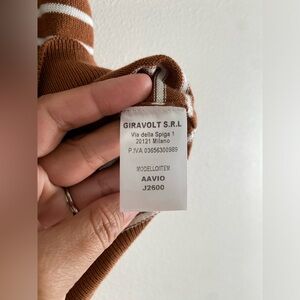 GIRAVOLT S.R.L
Via della Spiga 1
20121 Milano
P.IVA 03656300989
MODELLO/ITEM
AAVIO
J2600